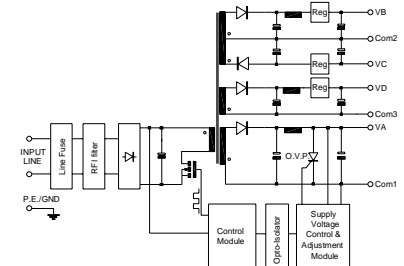 Reg
VB
Com2
Reg
VC
Reg
VD
Com3
VA
INPUT
LINE
Line Fuse
RFI filter
O.V.P
Com1
P.E./GND
Control
Module
Opto-Isolator
Supply
Voltage
Control &
Adjustment
Module